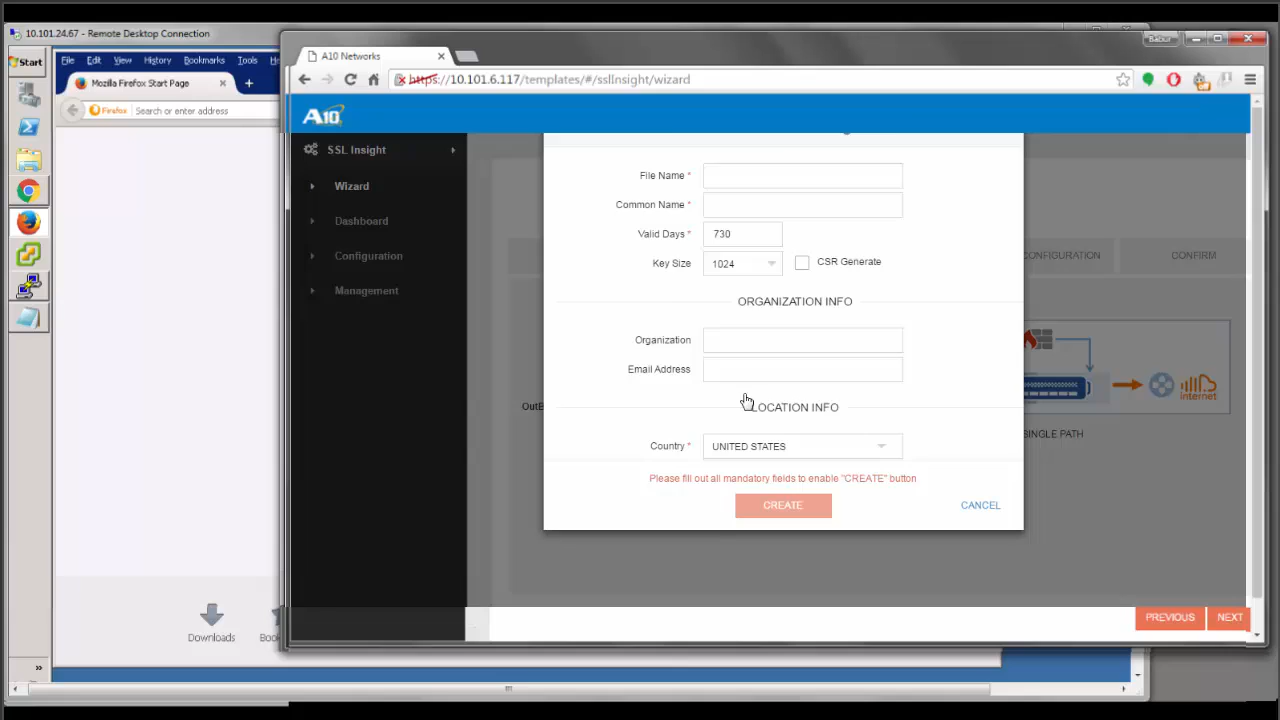 10.101.24.67 - Remote Desktop Connection
Start
File Edit View History Bookmarks Tools
Mozilla Firefox Start Page
Firefox Search or enter address
Downloads
A10 Networks
https://10.101.6.117/templates/#/sslInsight/wizard
A10
SSL Insight
Wizard
Dashboard
Configuration
Management
File Name *
Common Name *
Valid Days * 730
Key Size 1024 CSR Generate
ORGANIZATION INFO
Organization
Email Address
LOCATION INFO
Country * UNITED STATES
Please fill out all mandatory fields to enable "CREATE" button
CREATE CANCEL
CONFIRM
internet
PREVIOUS NEXT